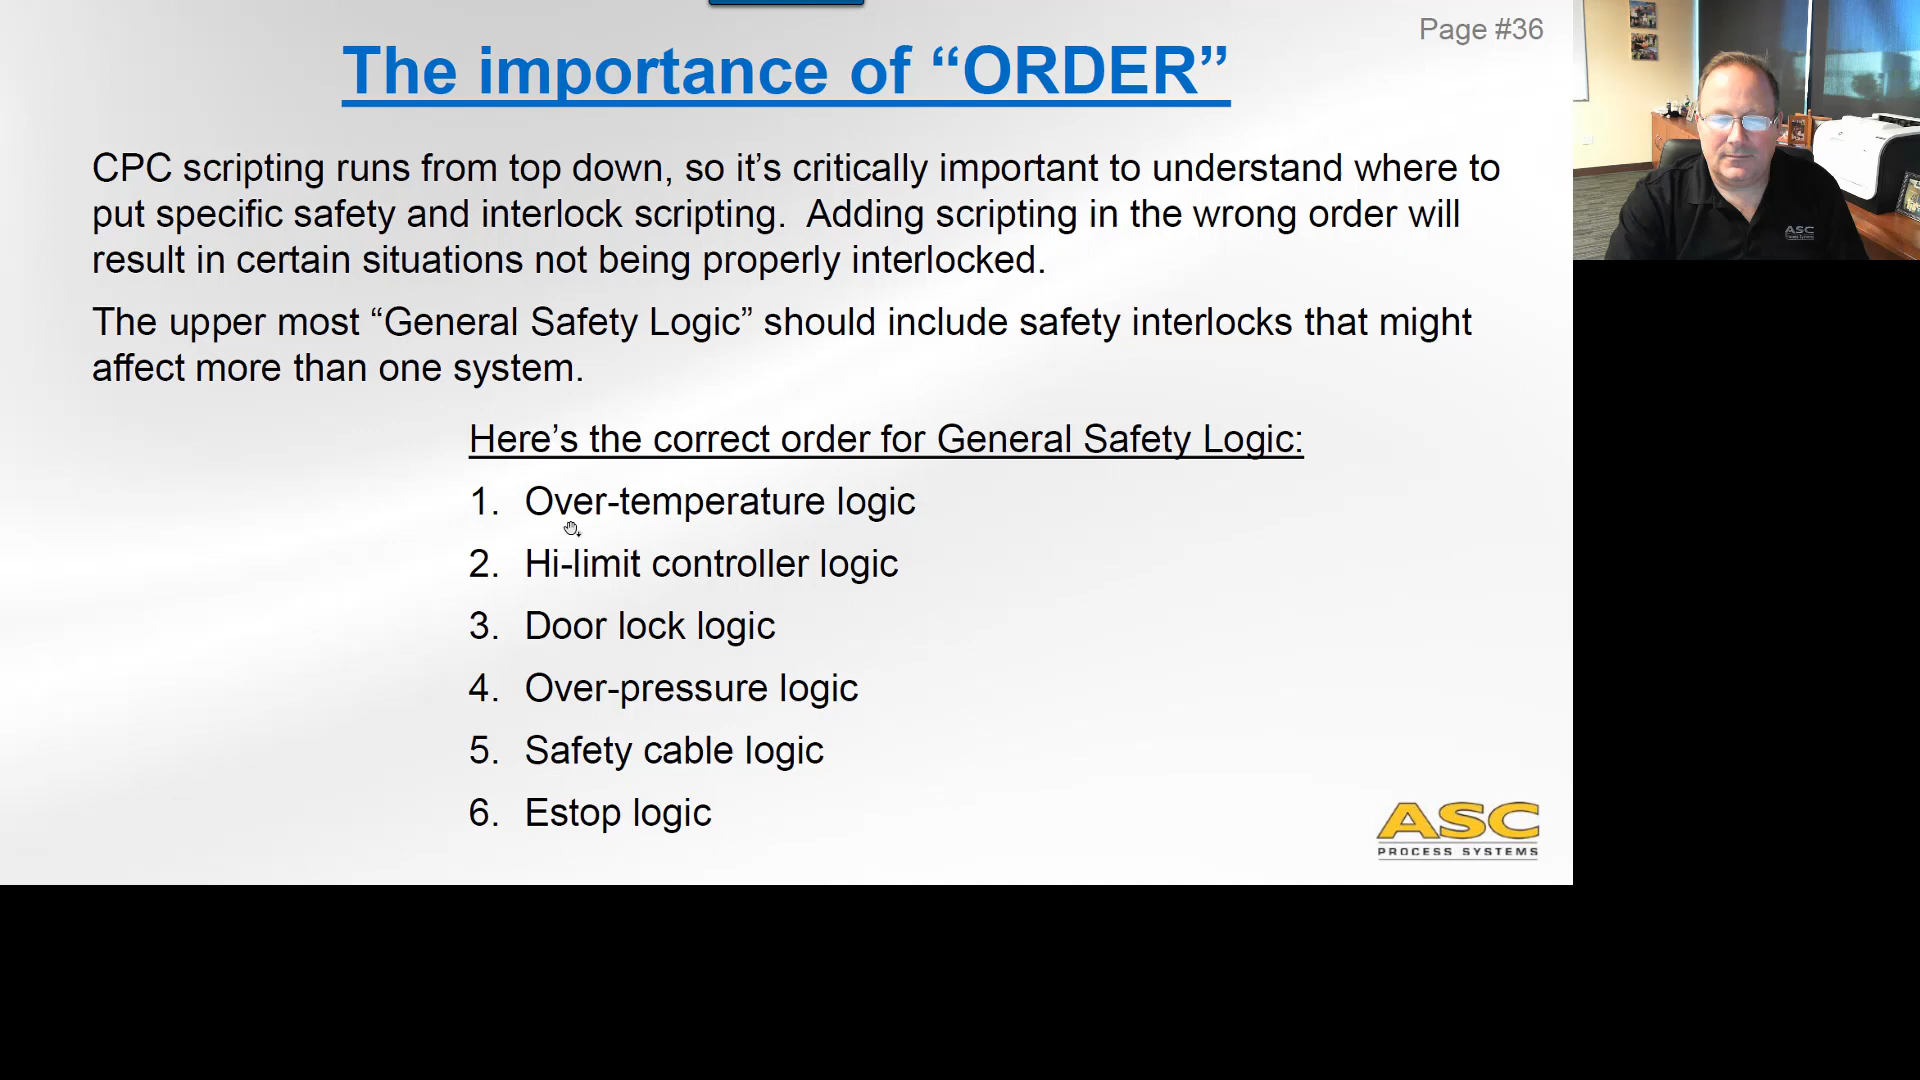 Page #36
The importance of “ORDER”
CPC scripting runs from top down, so it’s critically important to understand where to
put specific safety and interlock scripting.  Adding scripting in the wrong order will
result in certain situations not being properly interlocked.
The upper most “General Safety Logic” should include safety interlocks that might
affect more than one system.
Here’s the correct order for General Safety Logic:
1. Over-temperature logic
2. Hi-limit controller logic
3. Door lock logic
4. Over-pressure logic
5. Safety cable logic
6. Estop logic
ASC
PROCESS SYSTEMS
ASC